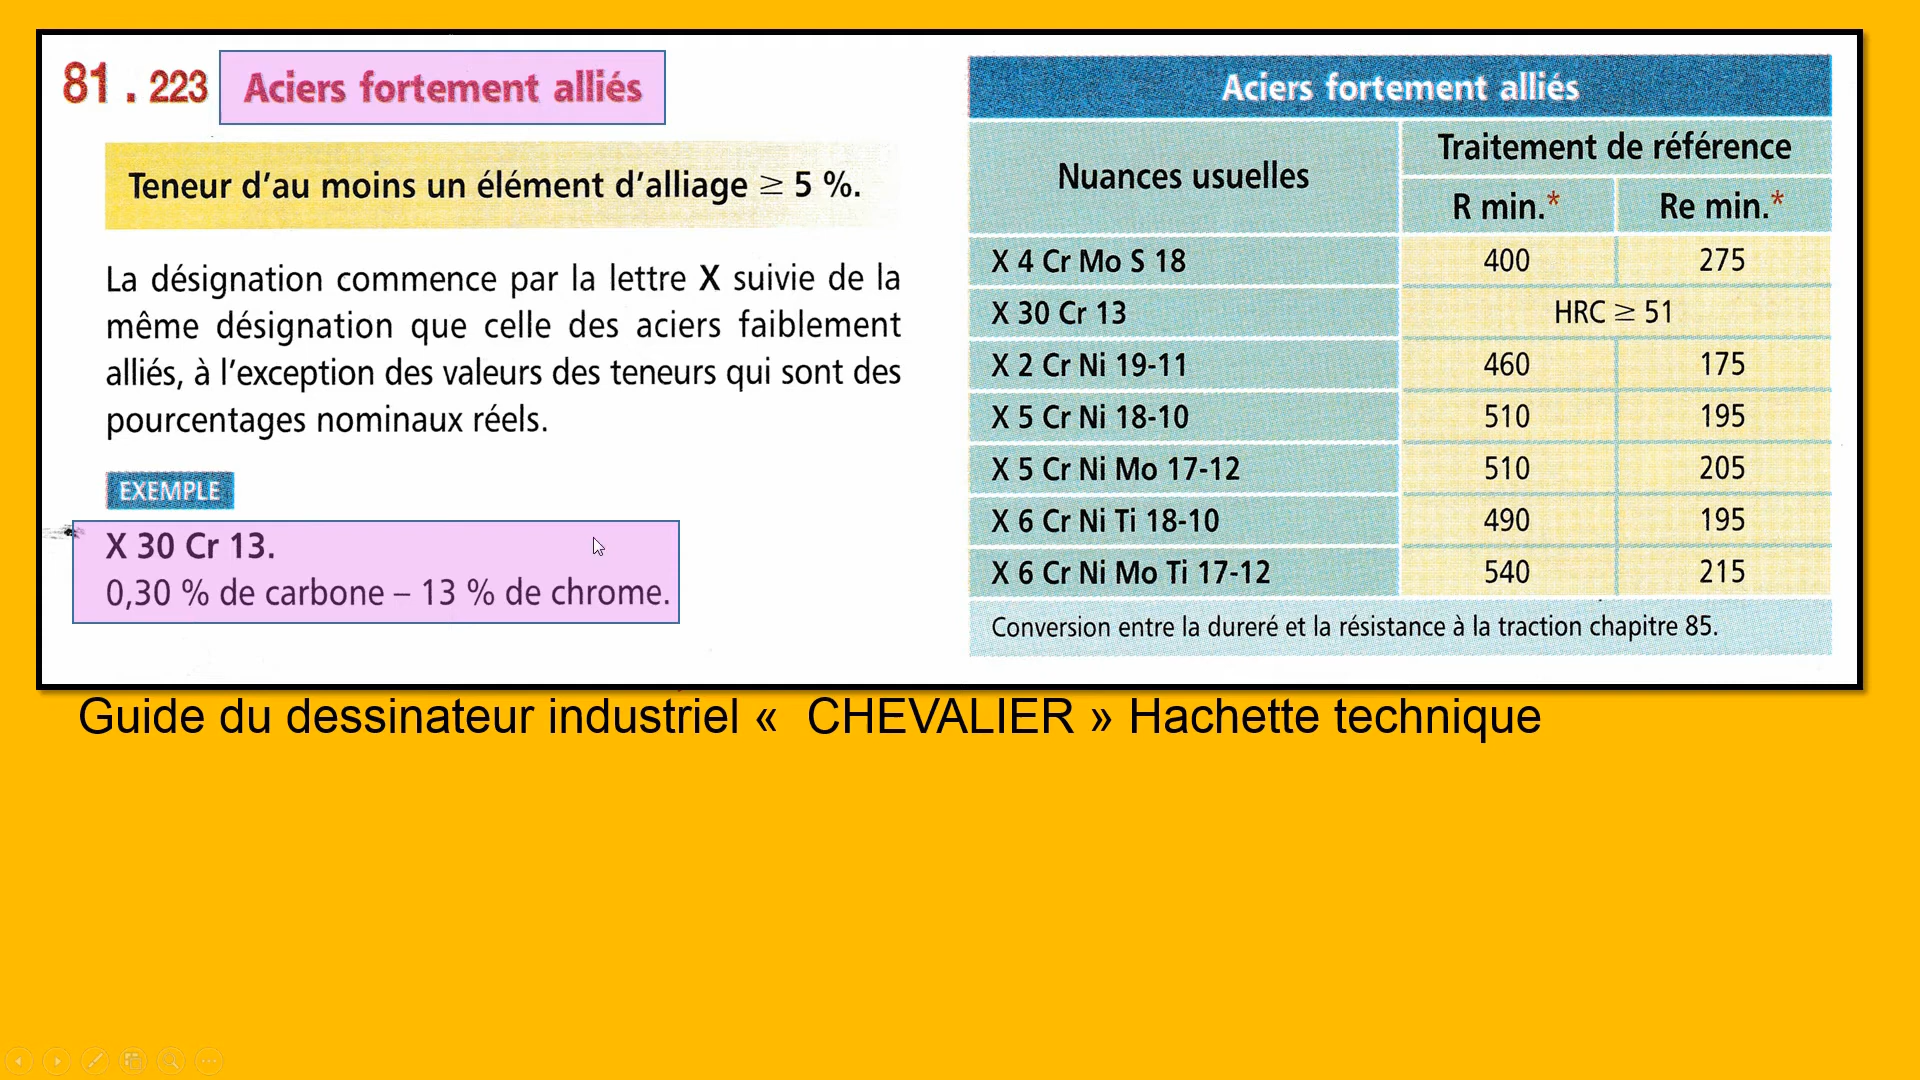 81 . 223 Aciers fortement alliés
Teneur d’au moins un élément d’alliage ≥ 5 %.
La désignation commence par la lettre X suivie de la
même désignation que celle des aciers faiblement
alliés, à l’exception des valeurs des teneurs qui sont des
pourcentages nominaux réels.
EXEMPLE
X 30 Cr 13.
0,30 % de carbone – 13 % de chrome.
Aciers fortement alliés
Nuances usuelles
Traitement de référence
R min.* Re min.*
X 4 Cr Mo S 18 400 275
X 30 Cr 13 HRC ≥ 51
X 2 Cr Ni 19-11 460 175
X 5 Cr Ni 18-10 510 195
X 5 Cr Ni Mo 17-12 510 205
X 6 Cr Ni Ti 18-10 490 195
X 6 Cr Ni Mo Ti 17-12 540 215
Conversion entre la dureré et la résistance à la traction chapitre 85.
Guide du dessinateur industriel «  CHEVALIER » Hachette technique